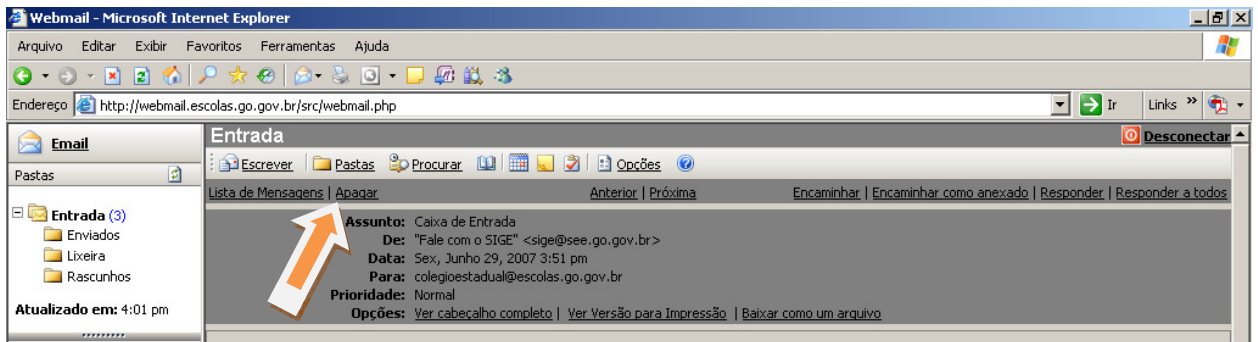 Webmail - Microsoft Internet Explorer
Arquivo Editar Exibir Favoritos Ferramentas Ajuda
Endereço http://webmail.escolas.go.gov.br/src/webmail.php Ir Links »
Email
Entrada Desconectar
Escrever Pastas Procurar Opções
Pastas
Lista de Mensagens | Apagar Anterior | Próxima Encaminhar | Encaminhar como anexado | Responder | Responder a todos
Entrada (3)
Enviados
Lixeira
Rascunhos
Atualizado em: 4:01 pm
Assunto: Caixa de Entrada
De: "Fale com o SIGE" <sige@see.go.gov.br>
Data: Sex, Junho 29, 2007 3:51 pm
Para: colegioestadual@escolas.go.gov.br
Prioridade: Normal
Opções: Ver cabeçalho completo | Ver Versão para Impressão | Baixar como um arquivo